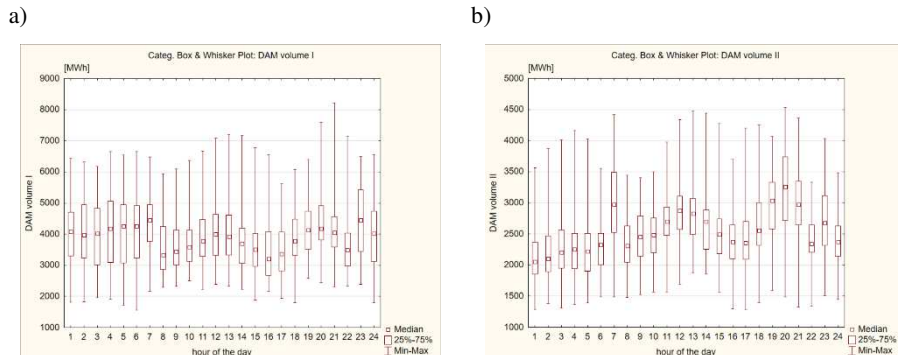 a)
b)
Categ. Box & Whisker Plot: DAM volume I
[MWh]
9000
8000
7000
6000
5000
4000
3000
2000
1000
DAM volume I
1 2 3 4 5 6 7 8 9 10 11 12 13 14 15 16 17 18 19 20 21 22 23 24
hour of the day
Median
25%-75%
Min-Max
Categ. Box & Whisker Plot: DAM volume II
[MWh]
5000
4500
4000
3500
3000
2500
2000
1500
1000
DAM volume II
1 2 3 4 5 6 7 8 9 10 11 12 13 14 15 16 17 18 19 20 21 22 23 24
hour of the day
Median
25%-75%
Min-Max